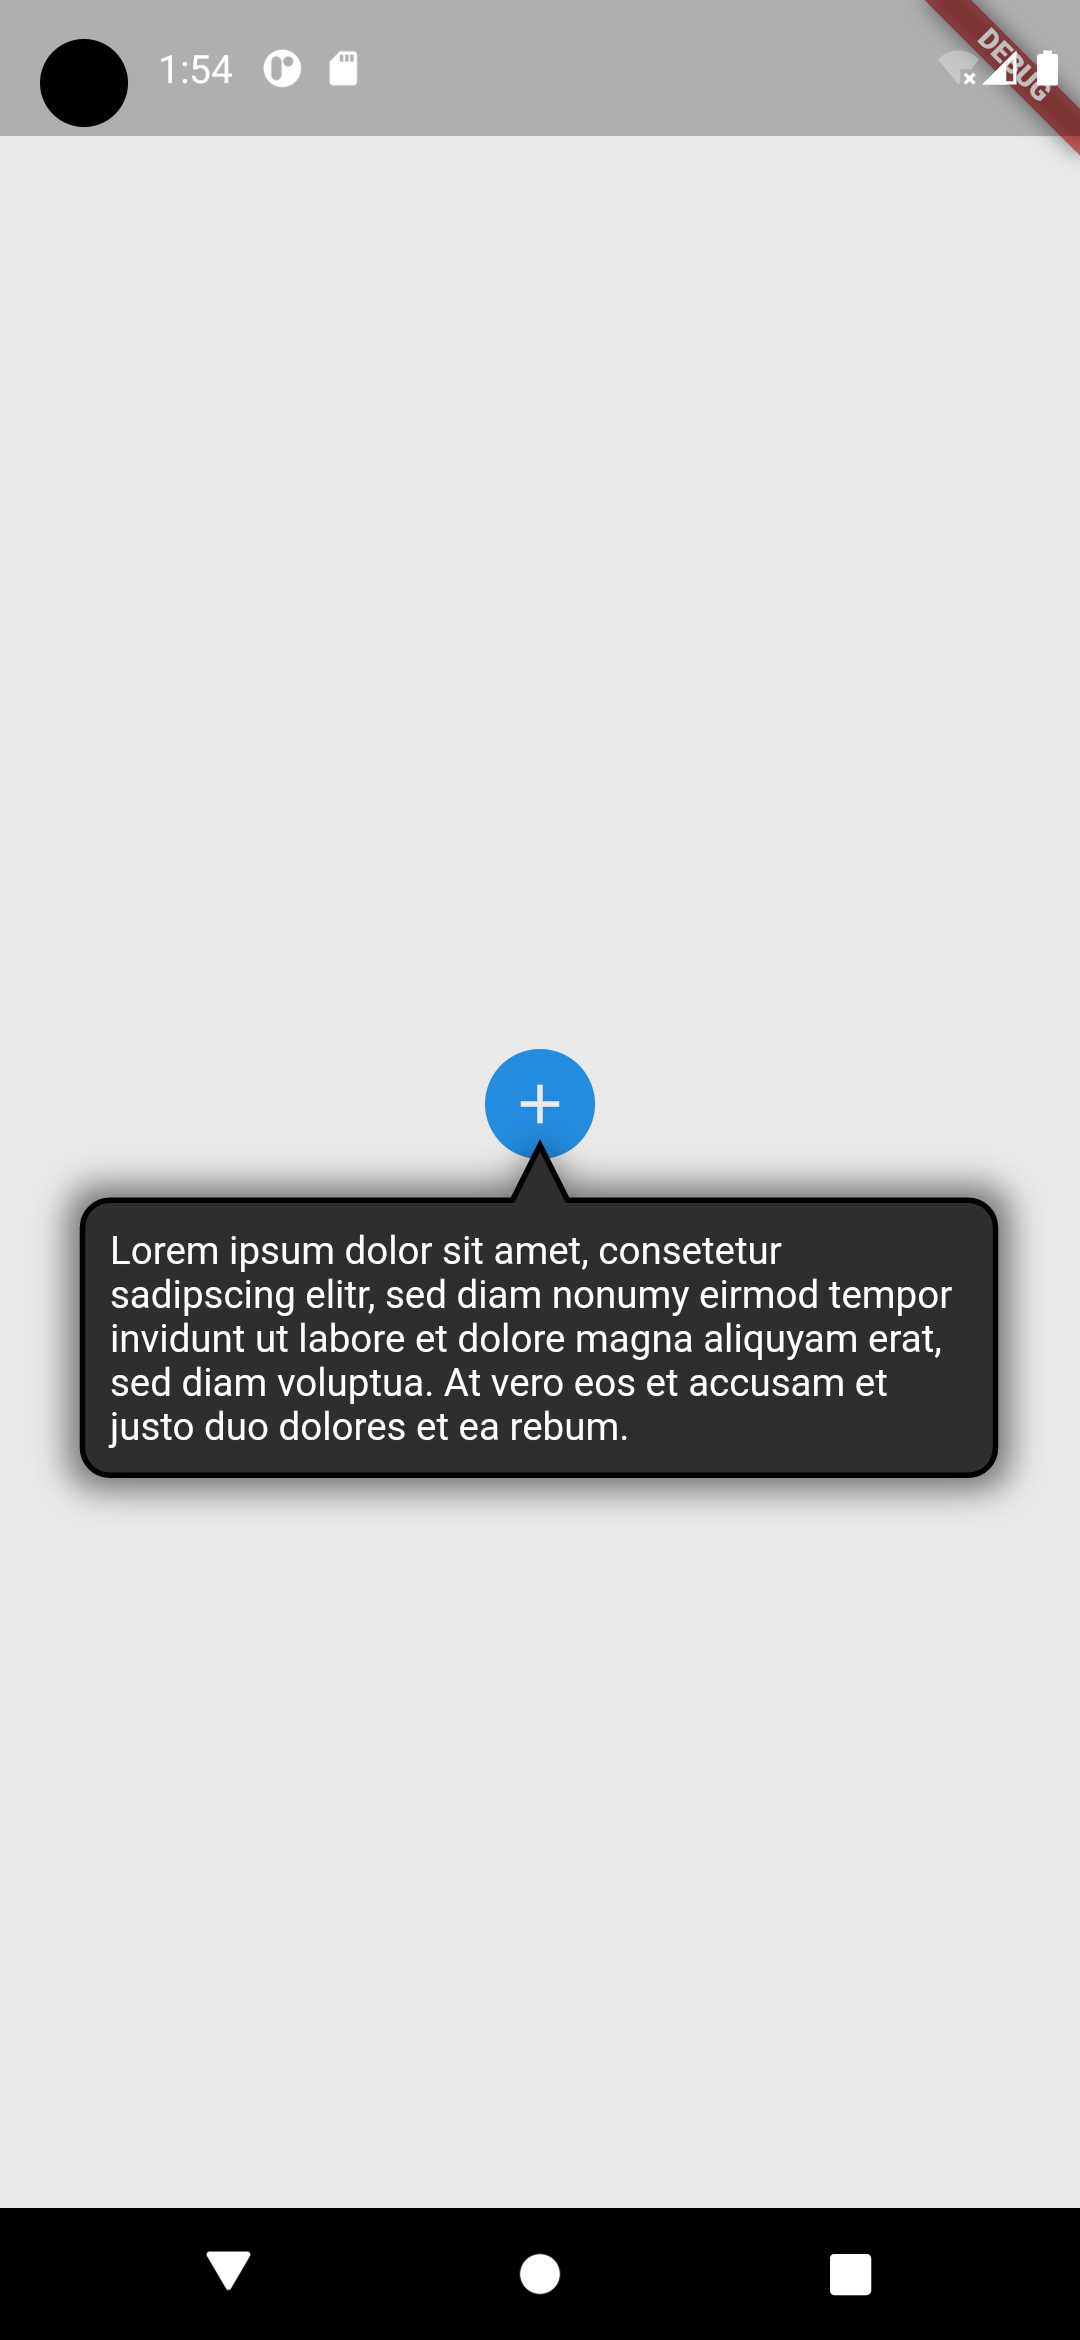 1:54
DEBUG
Lorem ipsum dolor sit amet, consetetur
sadipscing elitr, sed diam nonumy eirmod tempor
invidunt ut labore et dolore magna aliquyam erat,
sed diam voluptua. At vero eos et accusam et
justo duo dolores et ea rebum.